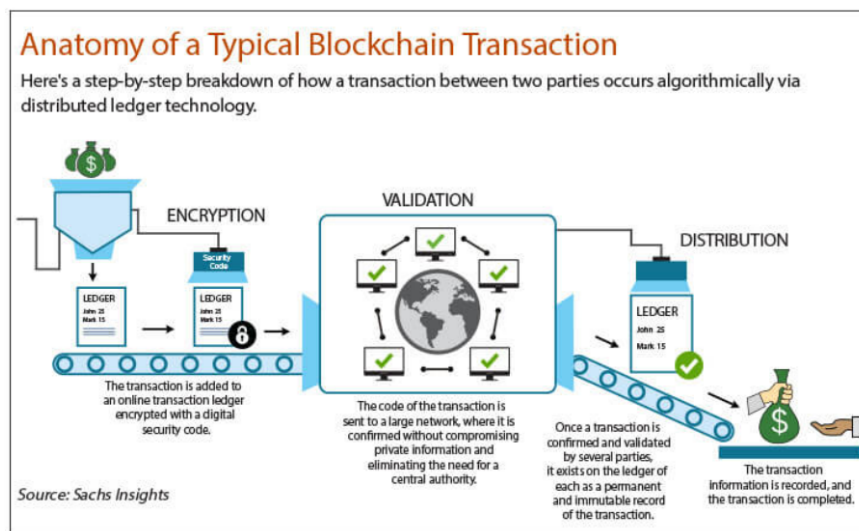 Anatomy of a Typical Blockchain Transaction
Here's a step-by-step breakdown of how a transaction between two parties occurs algorithmically via
distributed ledger technology.
$
ENCRYPTION
Security
Code
LEDGER
John 25
Mark 15
LEDGER
John 25
Mark 15
The transaction is added to
an online transaction ledger
encrypted with a digital
security code.
VALIDATION
The code of the transaction is
sent to a large network, where it is
confirmed without compromising
private information and
eliminating the need for a
central authority.
DISTRIBUTION
LEDGER
John 25
Mark 15
Once a transaction is
confirmed and validated
by several parties,
it exists on the ledger of
each as a permanent
and immutable record
of the transaction.
$
The transaction
information is recorded, and
the transaction is completed.
Source: Sachs Insights